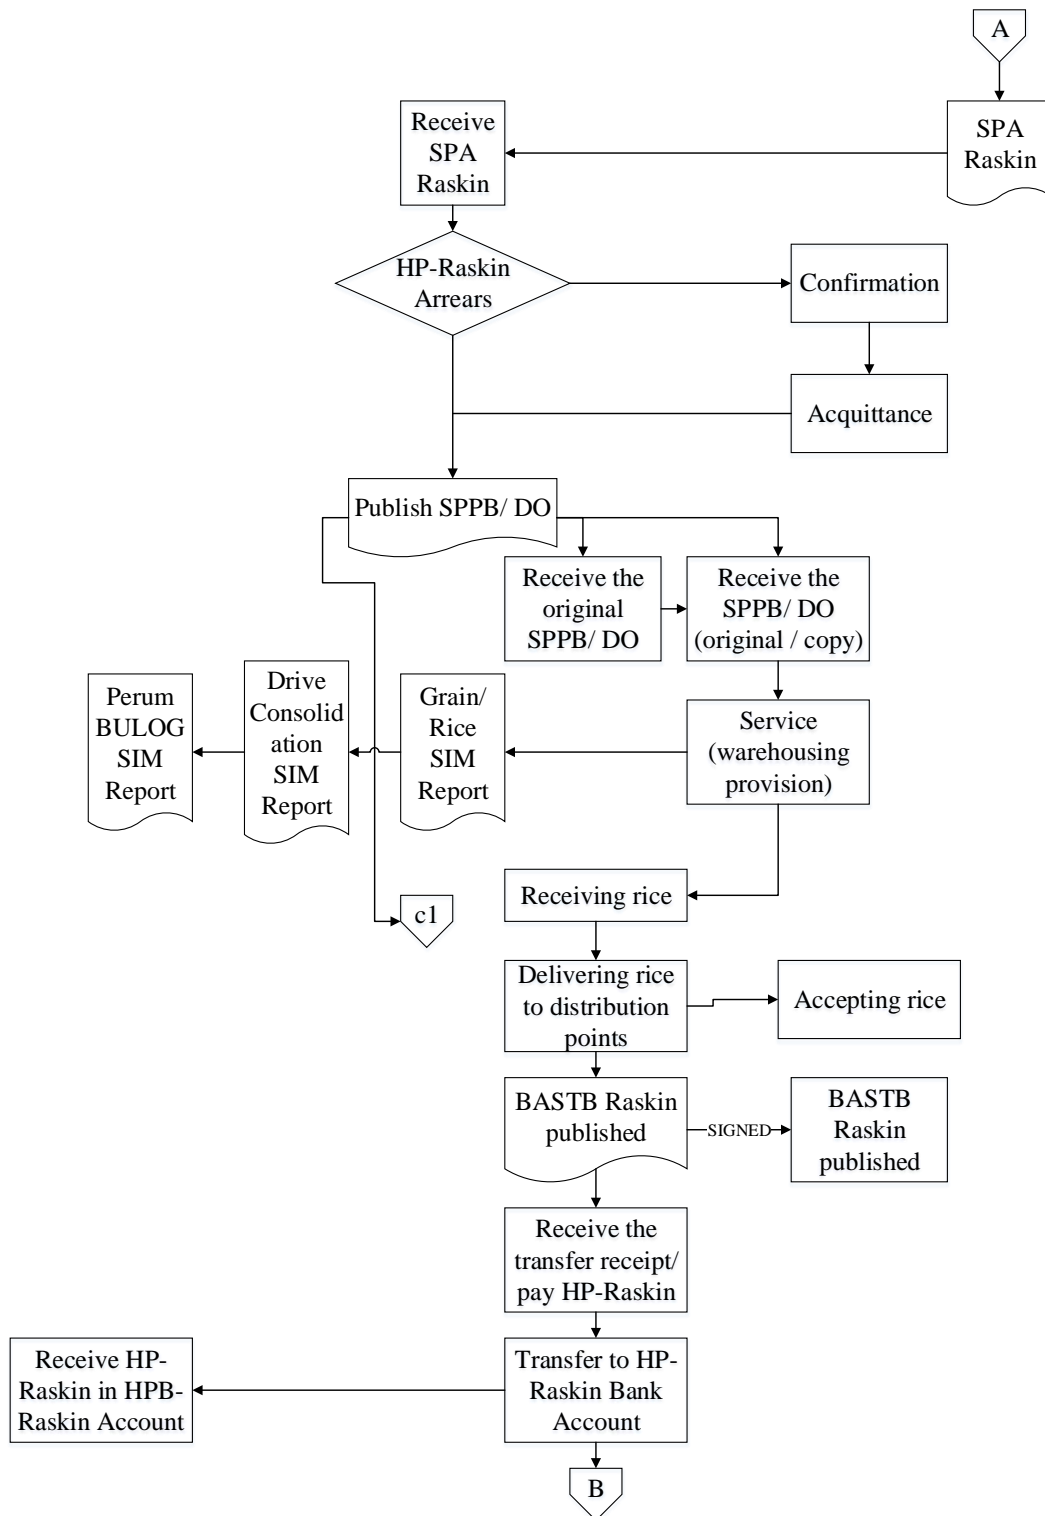 A
SPA
Raskin
Receive
SPA
Raskin
HP-Raskin
Arrears
Confirmation
Acquittance
Publish SPPB/ DO
Receive the
original
SPPB/ DO
Receive the
SPPB/ DO
(original / copy)
Perum
BULOG
SIM
Report
Drive
Consolid
ation
SIM
Report
Grain/
Rice
SIM
Report
Service
(warehousing
provision)
Receiving rice
c1
Delivering rice
to distribution
points
Accepting rice
BASTB Raskin
published
SIGNED
BASTB
Raskin
published
Receive the
transfer receipt/
pay HP-Raskin
Receive HP-
Raskin in HPB-
Raskin Account
Transfer to HP-
Raskin Bank
Account
B